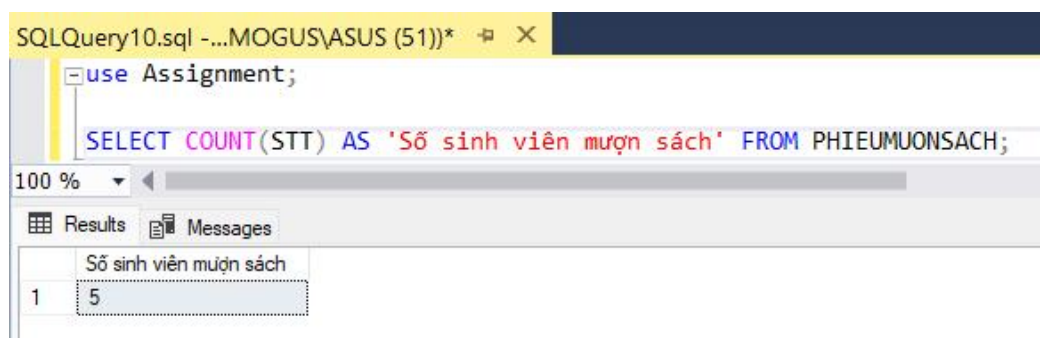 SQLQuery10.sql -...MOGUS\ASUS (51))*
use Assignment;
SELECT COUNT(STT) AS 'Số sinh viên mượn sách' FROM PHIEUMUONSACH;
100 %
Results Messages
Số sinh viên mượn sách
1 5